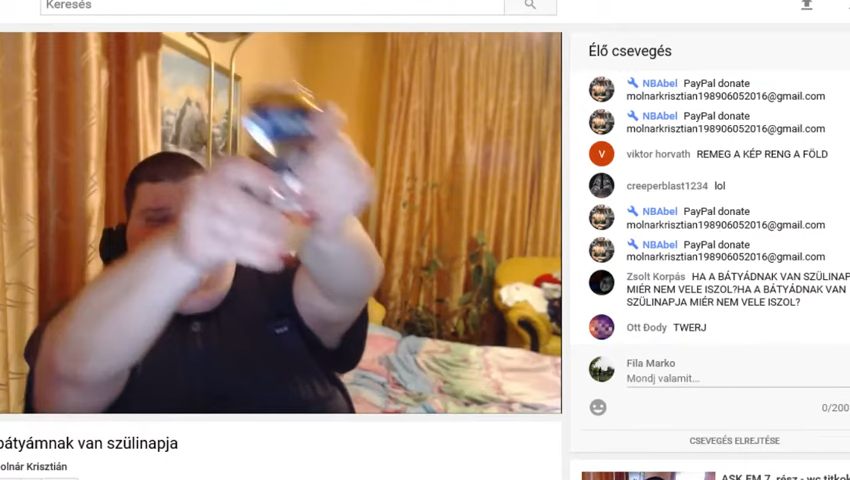 Keresés
Élő csevegés
NBAbel PayPal donate
molnarkrisztian198906052016@gmail.com
NBAbel PayPal donate
molnarkrisztian198906052016@gmail.com
V viktor horvath REMEG A KÉP RENG A FÖLD
creeperblast1234 lol
NBAbel PayPal donate
molnarkrisztian198906052016@gmail.com
NBAbel PayPal donate
molnarkrisztian198906052016@gmail.com
Zsolt Korpás HA A BÁTYÁDNAK VAN SZÜLINAP
MIÉR NEM VELE ISZOL?HA A BÁTYÁDNAK VAN
SZÜLINAPJA MIÉR NEM VELE ISZOL?
Ott Đody TWERJ
Fila Marko
Mondj valamit...
0/200
CSEVEGÉS ELREJTÉSE
bátyámnak van szülinapja
olnár Krisztián
ASK FM 7. rész - wc titkok